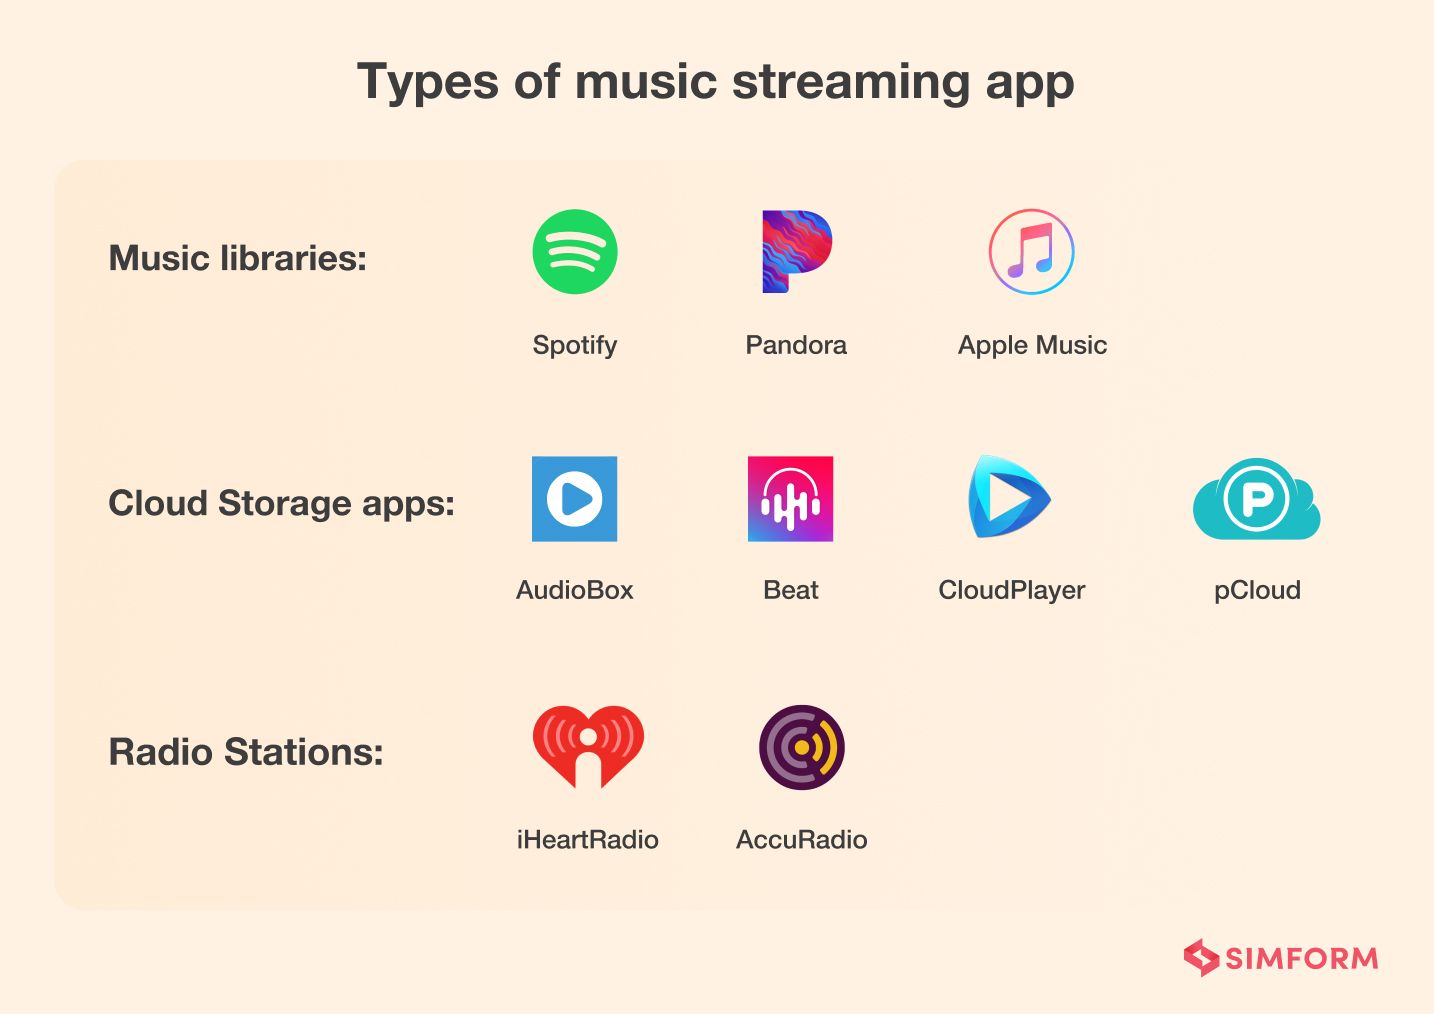 Types of music streaming app
Music libraries:
Spotify
Pandora
Apple Music
Cloud Storage apps:
P
AudioBox
Beat
CloudPlayer
pCloud
Radio Stations:
iHeartRadio
AccuRadio
SIMFORM